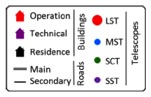 Operation
Technical
Residence
Buildings
Main
Secondary
Roads
LST
MST
SCT
SST
Telescopes